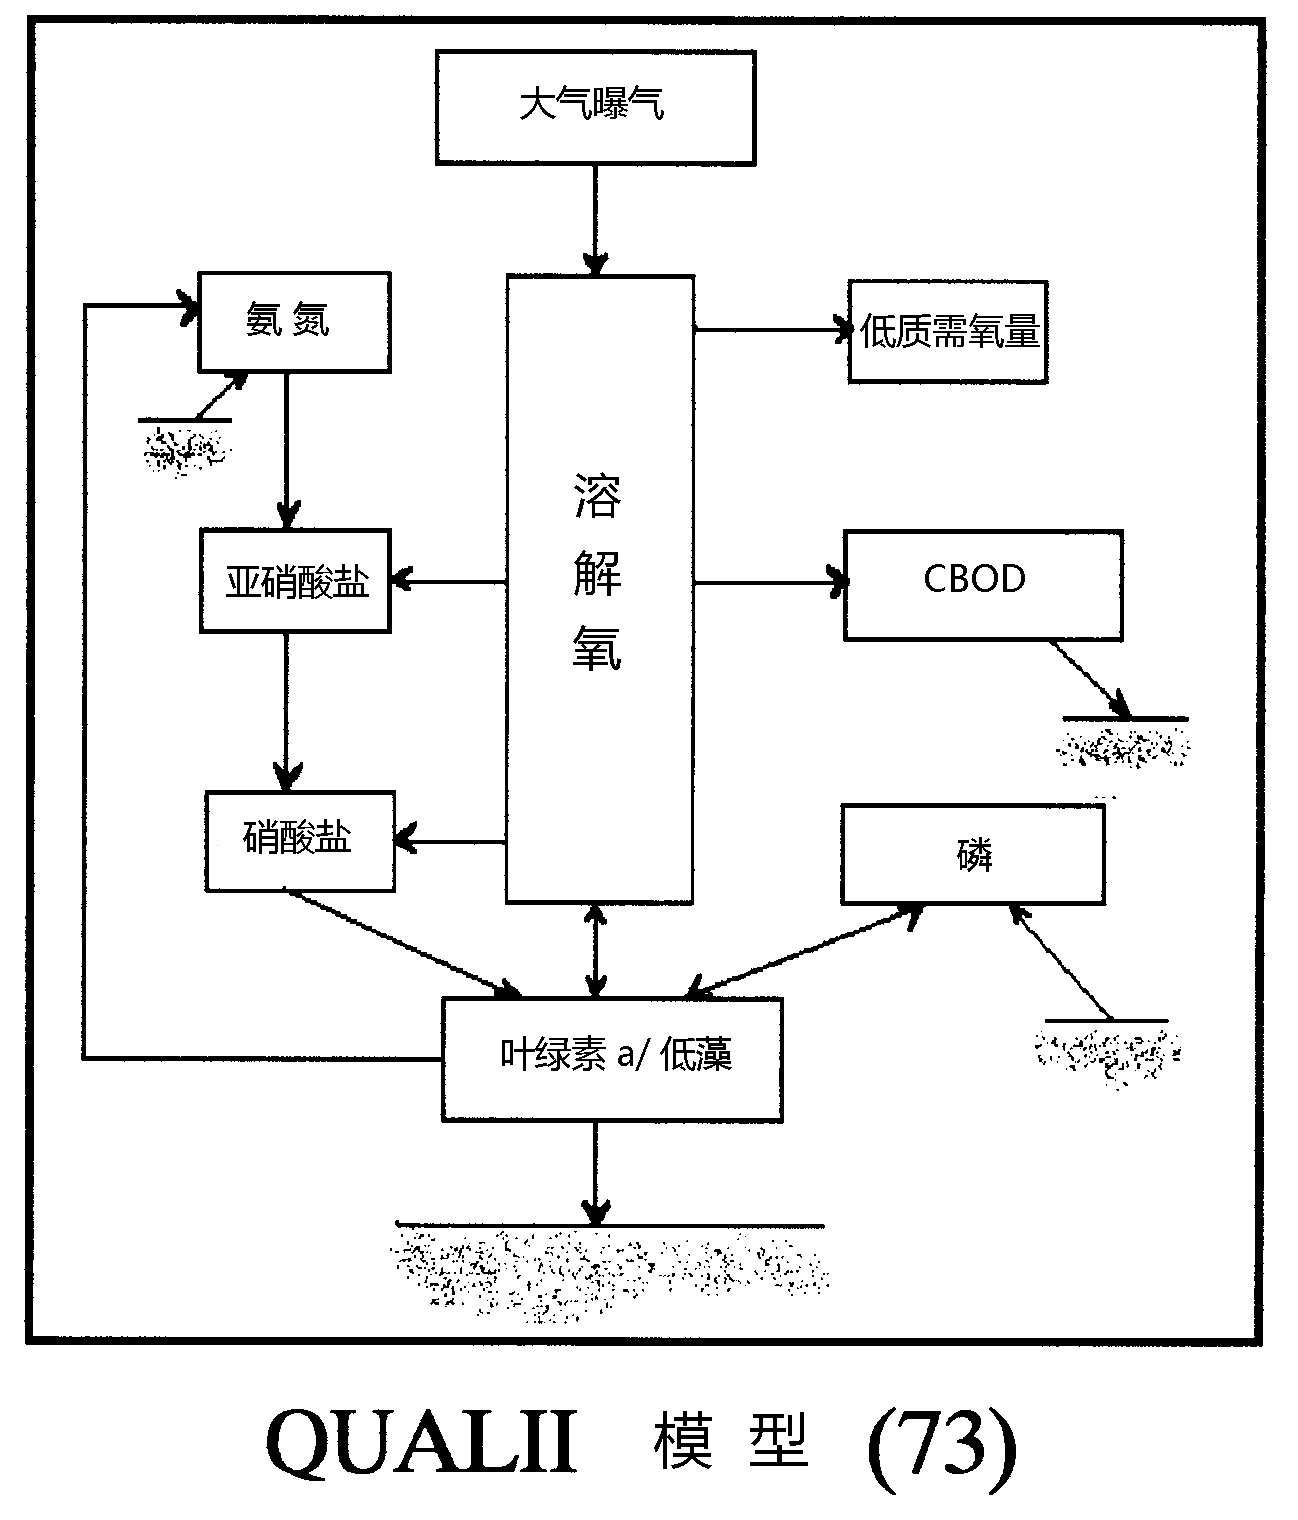 大气曝气
氨氮
低质需氧量
溶
解
氧
亚硝酸盐
CBOD
硝酸盐
磷
叶绿素 a/ 低藻
QUALII 模型 (73)